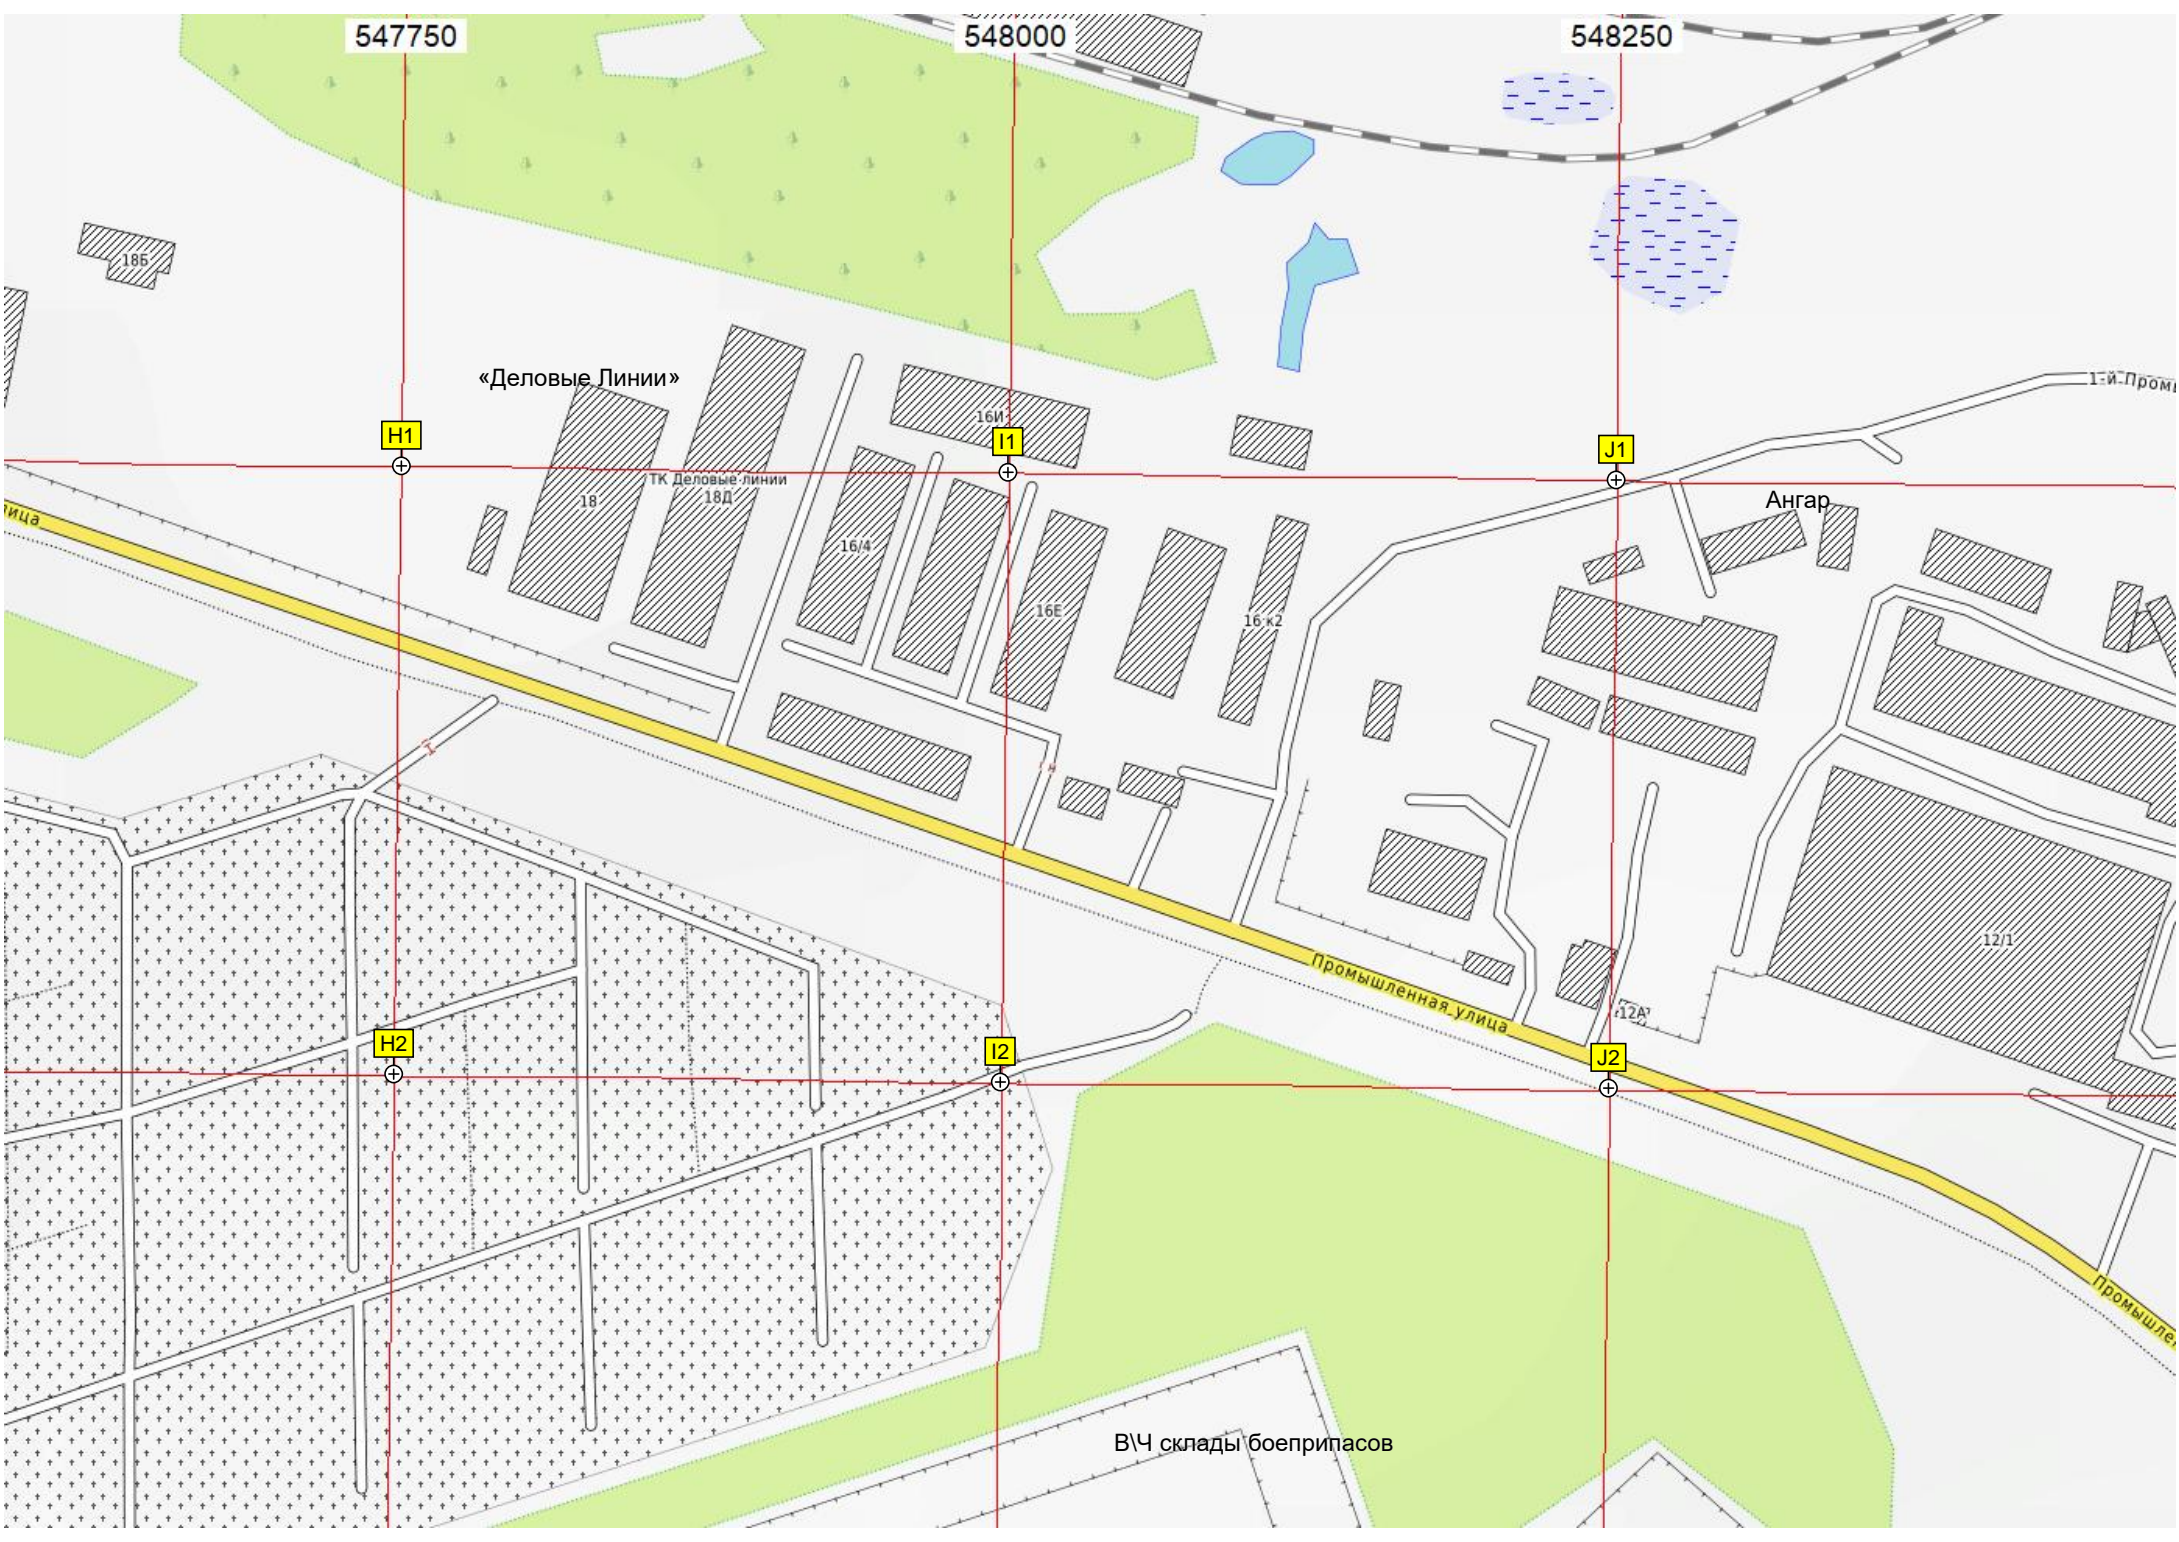 547750
548000
548250
18Б
«Деловые Линии»
1-й Пром
16И
H1
I1
J1
ТК Деловые линии
18Д
18
Ангар
ица
16/4
16Е
16 к2
12/1
Промышленная улица
12А
H2
I2
J2
Промышле
В\Ч склады боеприпасов